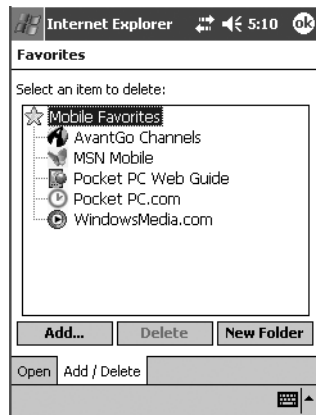 Internet Explorer 5:10 ok
Favorites
Select an item to delete:
Mobile Favorites
AvantGo Channels
MSN Mobile
Pocket PC Web Guide
Pocket PC.com
WindowsMedia.com
Add... Delete New Folder
Open Add / Delete